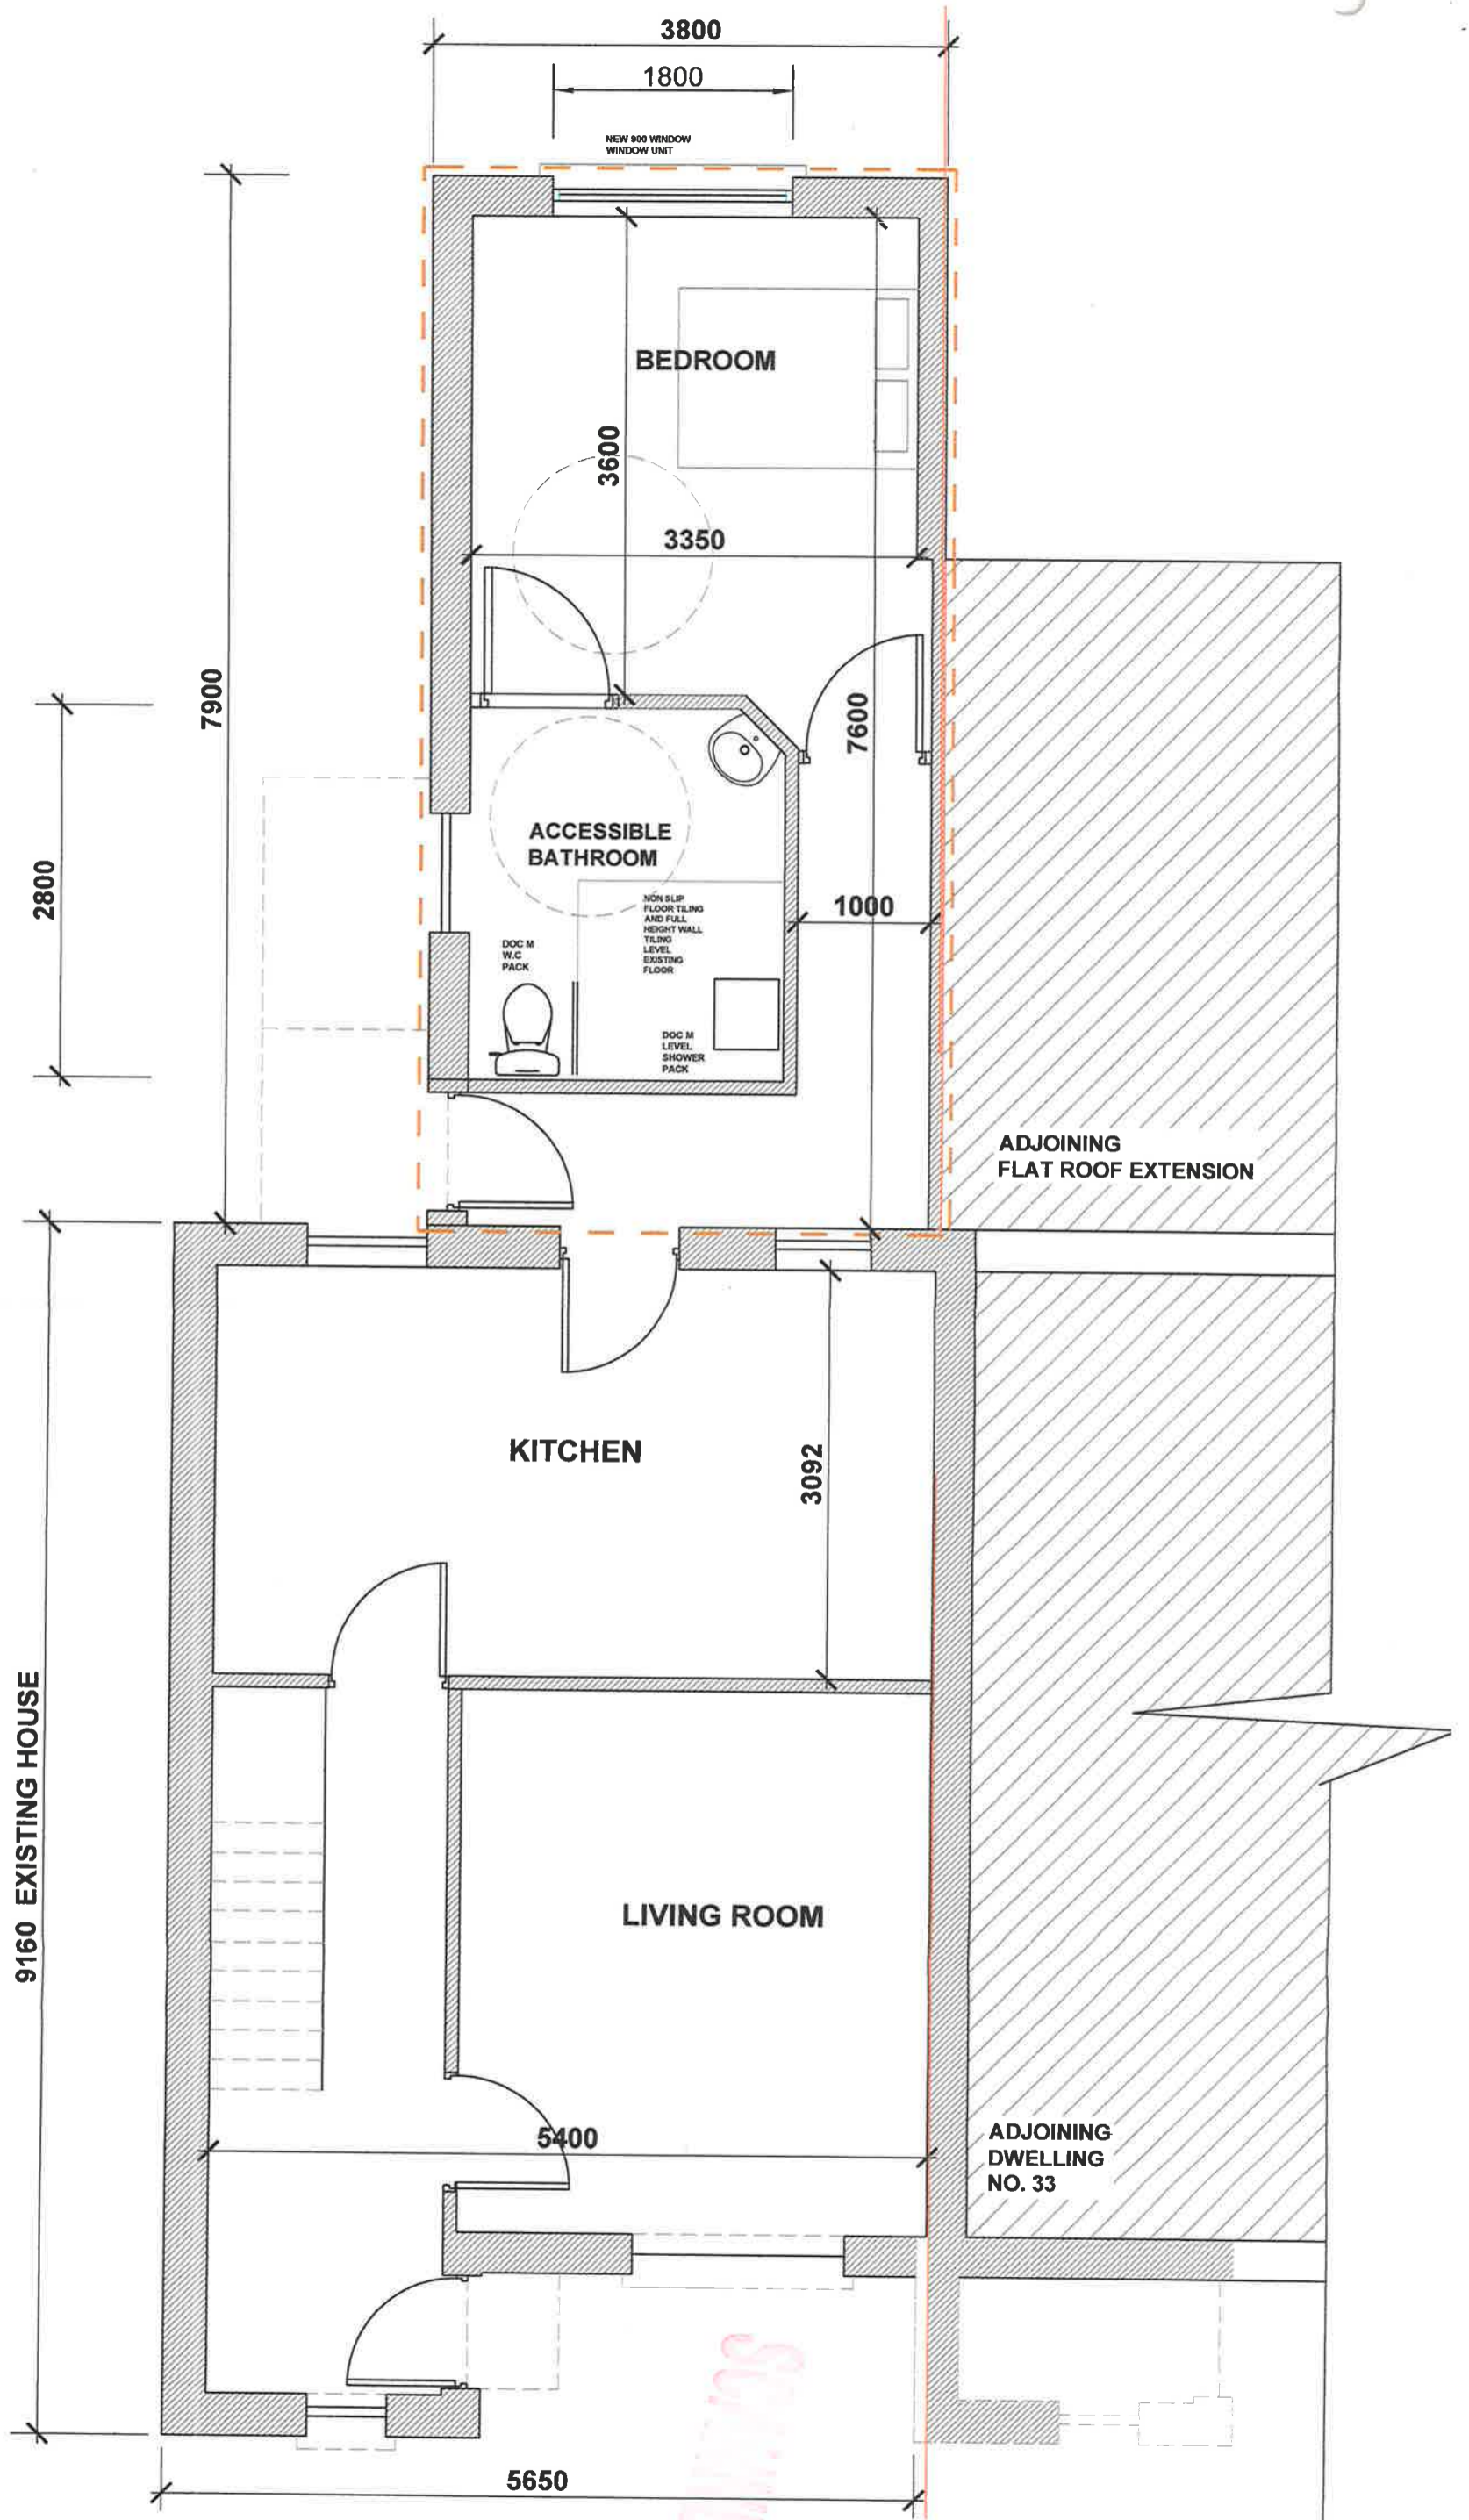 3800
1800
NEW 900 WINDOW
WINDOW UNIT
BEDROOM
3600
3350
7900
7600
2800
ACCESSIBLE
BATHROOM
1000
NON SLIP
FLOOR TILING
AND FULL
HEIGHT WALL
TILING
LEVEL
EXISTING
FLOOR
DOC M
W.C
PACK
DOC M
LEVEL
SHOWER
PACK
ADJOINING
FLAT ROOF EXTENSION
KITCHEN
3092
9160 EXISTING HOUSE
LIVING ROOM
5400
ADJOINING
DWELLING
NO. 33
5650